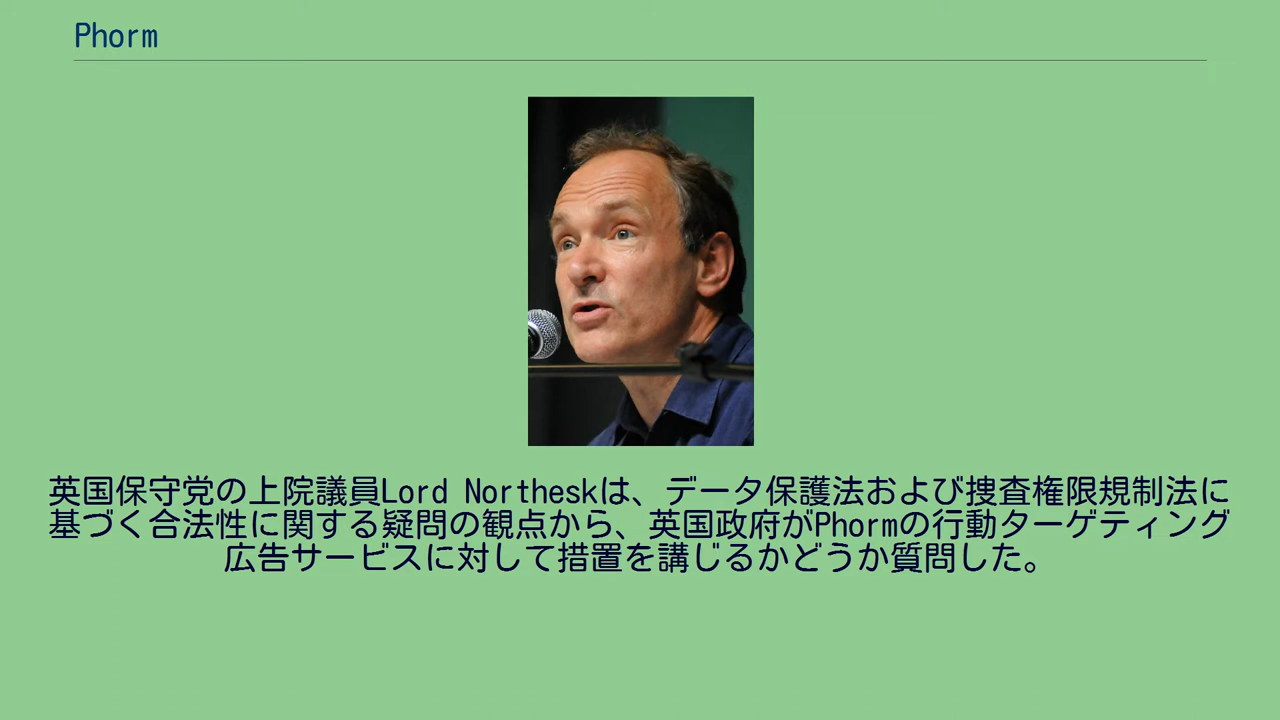 Phorm
英国保守党の上院議員Lord Northeskは、データ保護法および捜査権限規制法に
基づく合法性に関する疑問の観点から、英国政府がPhormの行動ターゲティング
広告サービスに対して措置を講じるかどうか質問した。